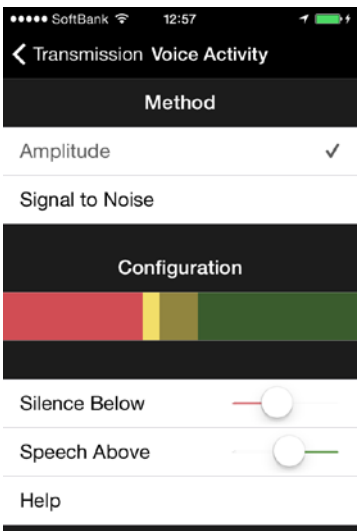 SoftBank 12:57
Transmission Voice Activity
Method
Amplitude
Signal to Noise
Configuration
Silence Below
Speech Above
Help